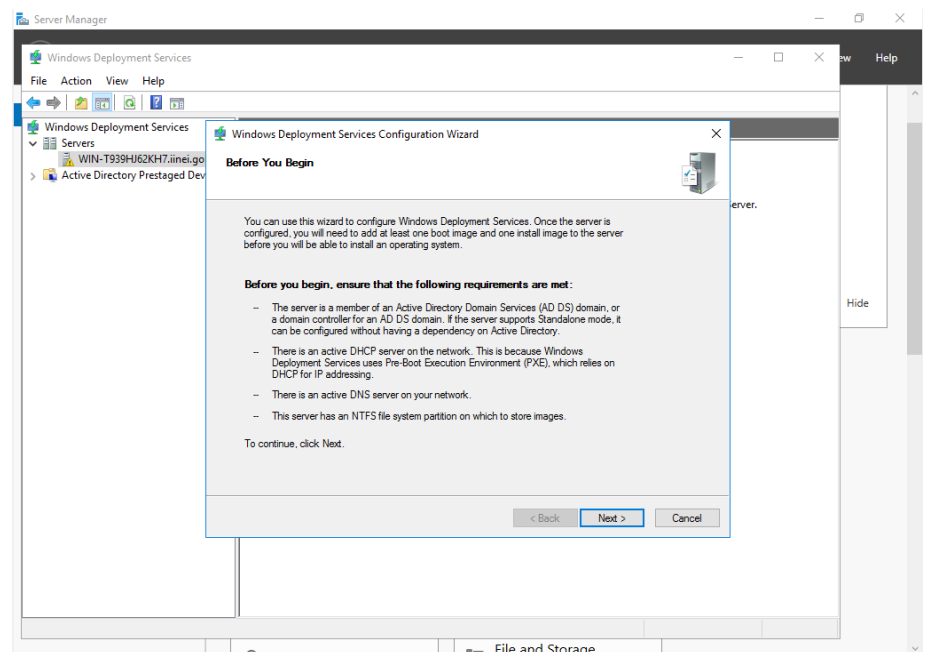 Server Manager
Windows Deployment Services
ew Help
File Action View Help
Windows Deployment Services
Servers
WIN-T939HJ62KH7.iinei.go
Active Directory Prestaged Dev
Windows Deployment Services Configuration Wizard
Before You Begin
erver.
You can use this wizard to configure Windows Deployment Services. Once the server is
configured, you will need to add at least one boot image and one install image to the server
before you will be able to install an operating system.
Before you begin, ensure that the following requirements are met:
-- The server is a member of an Active Directory Domain Services (AD DS) domain, or
a domain controller for an AD DS domain. If the server supports Standalone mode, it
can be configured without having a dependency on Active Directory.
Hide
-- There is an active DHCP server on the network. This is because Windows
Deployment Services uses Pre-Boot Execution Environment (PXE), which relies on
DHCP for IP addressing.
-- There is an active DNS server on your network.
-- This server has an NTFS file system partition on which to store images.
To continue, click Next.
< Back Next > Cancel
File and Storage